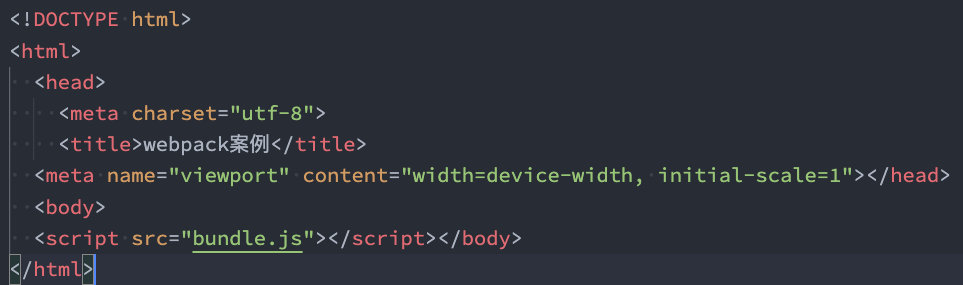 <!DOCTYPE html>
<html>
  <head>
    <meta charset="utf-8">
    <title>webpack案例</title>
  <meta name="viewport" content="width=device-width, initial-scale=1"></head>
  <body>
  <script src="bundle.js"></script></body>
</html>